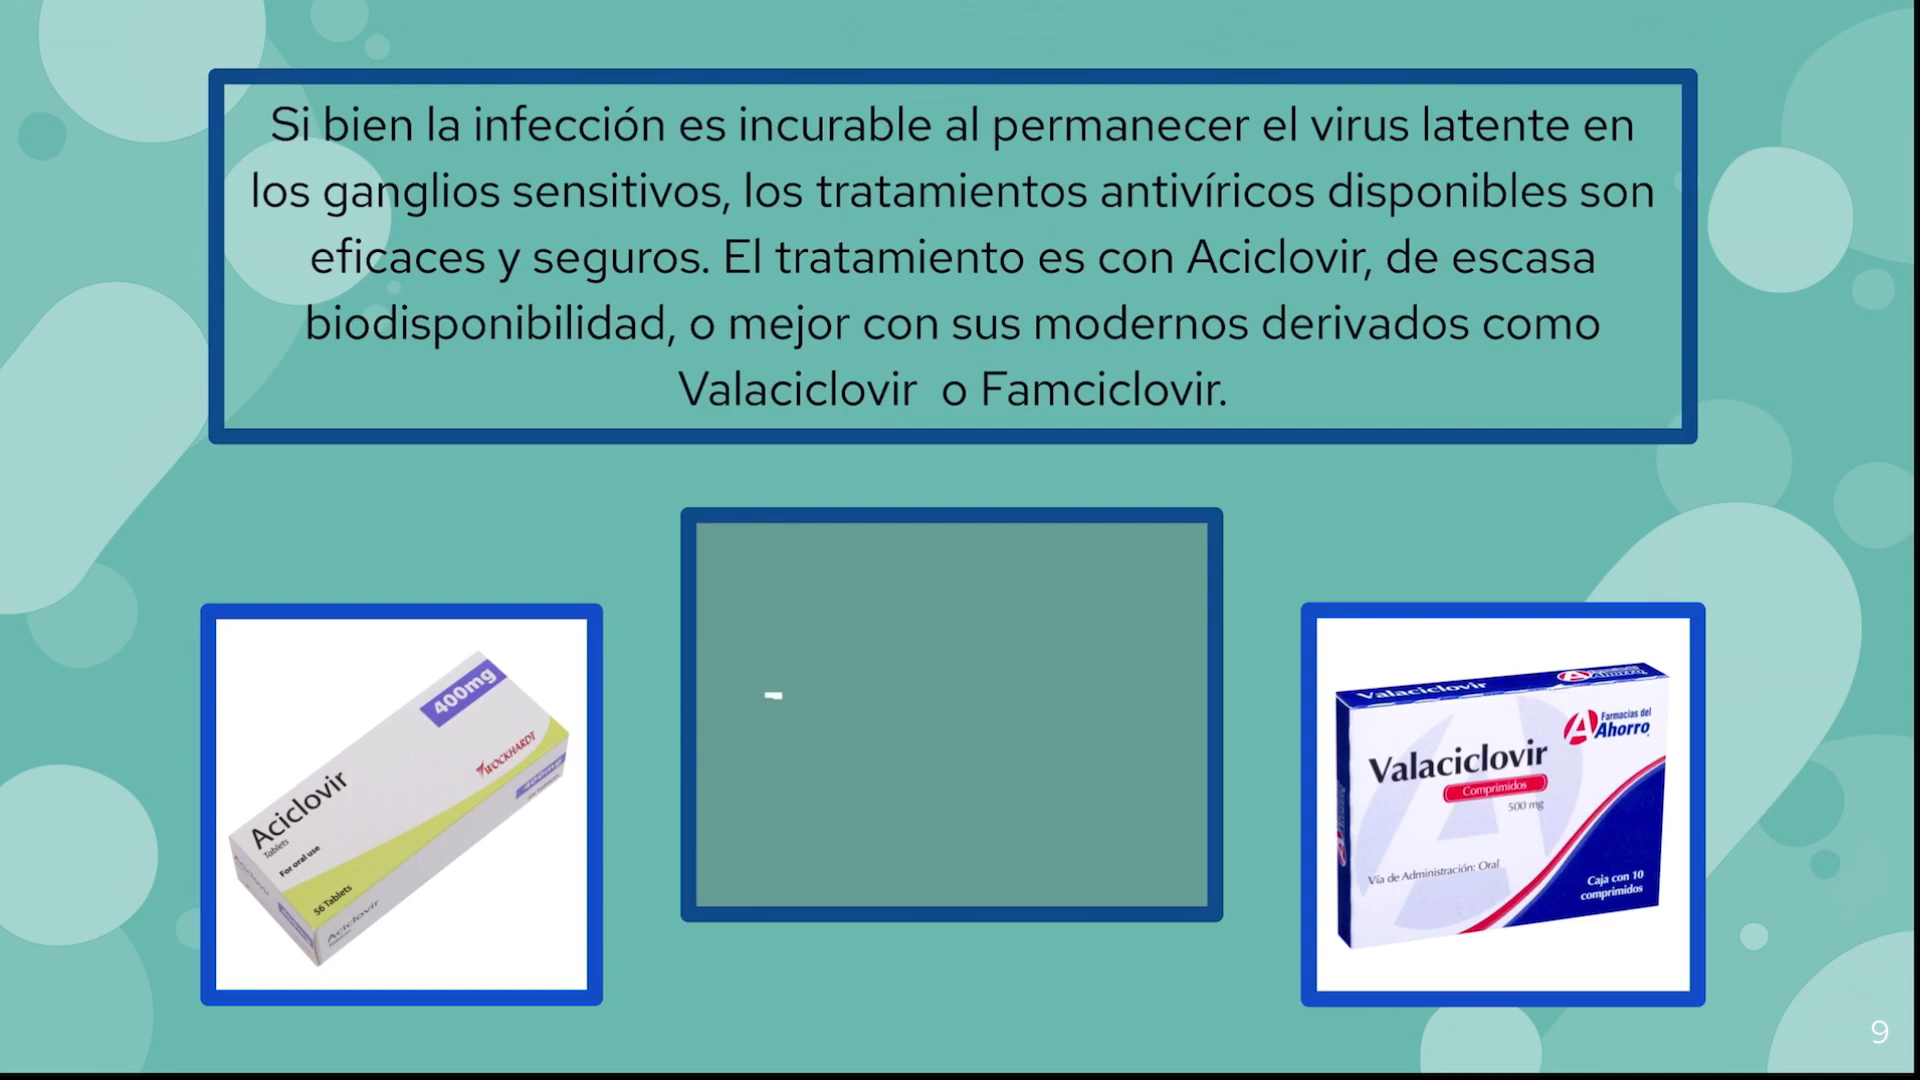 Si bien la infección es incurable al permanecer el virus latente en
los ganglios sensitivos, los tratamientos antivíricos disponibles son
eficaces y seguros. El tratamiento es con Aciclovir, de escasa
biodisponibilidad, o mejor con sus modernos derivados como
Valaciclovir o Famciclovir.
400mg
WOCKHARDT
Aciclovir
Tablets
For oral use
56 Tablets
Aciclovir
Valaciclovir
Farmacias del
Ahorro
Valaciclovir
Comprimidos
500 mg
Vía de Administración: Oral
Caja con 10
comprimidos
9